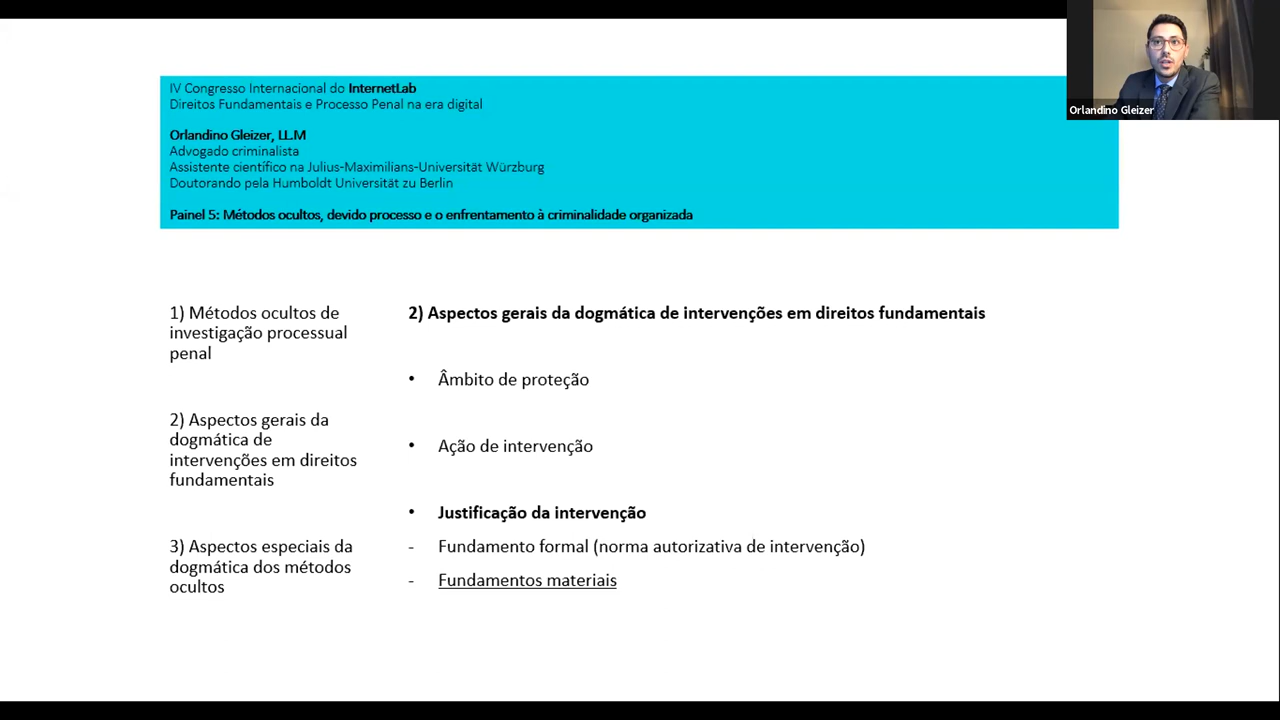 Orlandino Gleizer
IV Congresso Internacional do InternetLab
Direitos Fundamentais e Processo Penal na era digital
Orlandino Gleizer, LL.M
Advogado criminalista
Assistente científico na Julius-Maximilians-Universität Würzburg
Doutorando pela Humboldt Universität zu Berlin
Painel 5: Métodos ocultos, devido processo e o enfrentamento à criminalidade organizada
1) Métodos ocultos de
investigação processual
penal
2) Aspectos gerais da
dogmática de
intervenções em direitos
fundamentais
3) Aspectos especiais da
dogmática dos métodos
ocultos
2) Aspectos gerais da dogmática de intervenções em direitos fundamentais
• Âmbito de proteção
• Ação de intervenção
• Justificação da intervenção
- Fundamento formal (norma autorizativa de intervenção)
- Fundamentos materiais